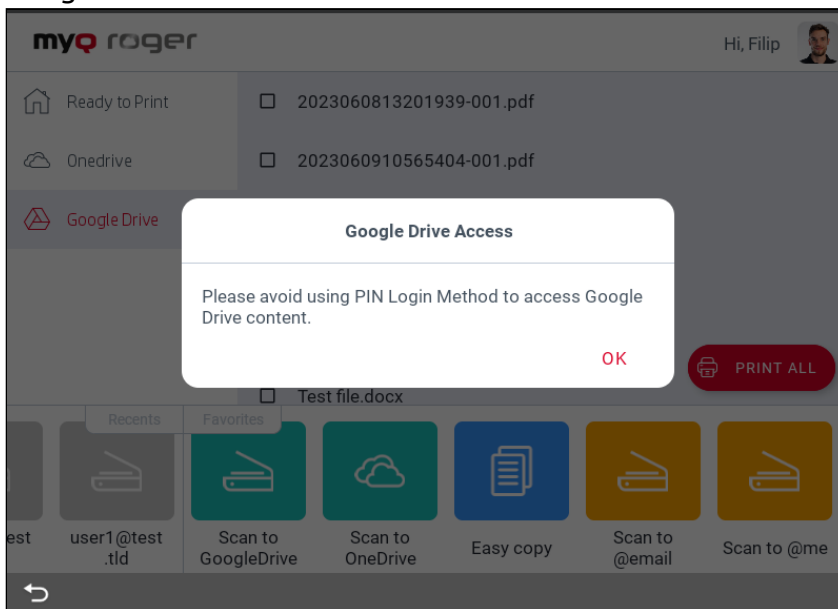 myQ roger
Hi, Filip
Ready to Print
Onedrive
Google Drive
2023060813201939-001.pdf
2023060910565404-001.pdf
Google Drive Access
Please avoid using PIN Login Method to access Google
Drive content.
OK
PRINT ALL
Test file.docx
Recents
Favorites
est
user1@test
.tld
Scan to
GoogleDrive
Scan to
OneDrive
Easy copy
Scan to
@email
Scan to @me